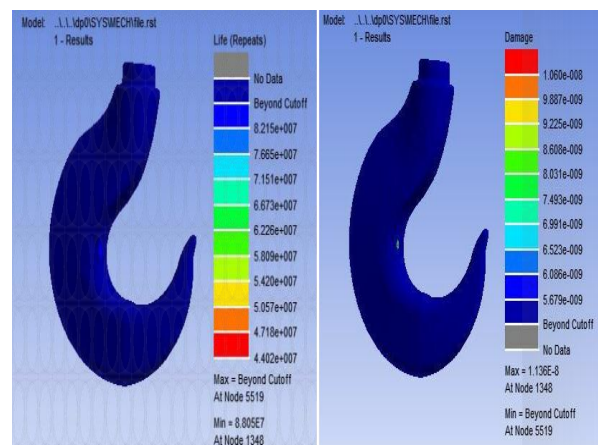 Model: ..\..\..\dp0\SYS\MECH\file.rst
1 - Results
Life (Repeats)
No Data
Beyond Cutoff
8.215e+007
7.665e+007
7.151e+007
6.673e+007
6.226e+007
5.809e+007
5.420e+007
5.057e+007
4.718e+007
4.402e+007
Max = Beyond Cutoff
At Node 5519
Min = 8.805E7
At Node 1348
Model: ..\..\..\dp0\SYS\MECH\file.rst
1 - Results
Damage
1.060e-008
9.887e-009
9.225e-009
8.608e-009
8.031e-009
7.493e-009
6.991e-009
6.523e-009
6.086e-009
5.679e-009
Beyond Cutoff
No Data
Max = 1.136E-8
At Node 1348
Min = Beyond Cutoff
At Node 5519